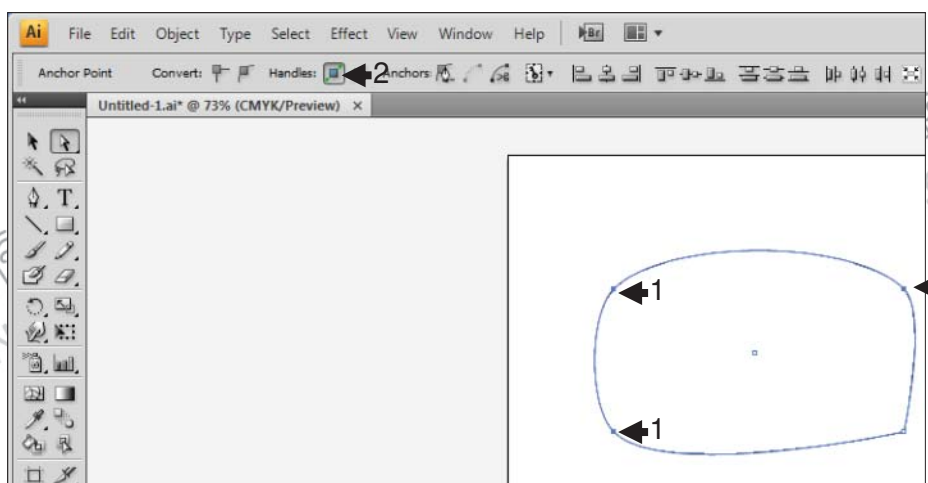 Ai File Edit Object Type Select Effect View Window Help Br
Anchor Point Convert: Handles: 2 Anchors:
Untitled-1.ai* @ 73% (CMYK/Preview) ×
T
1
1